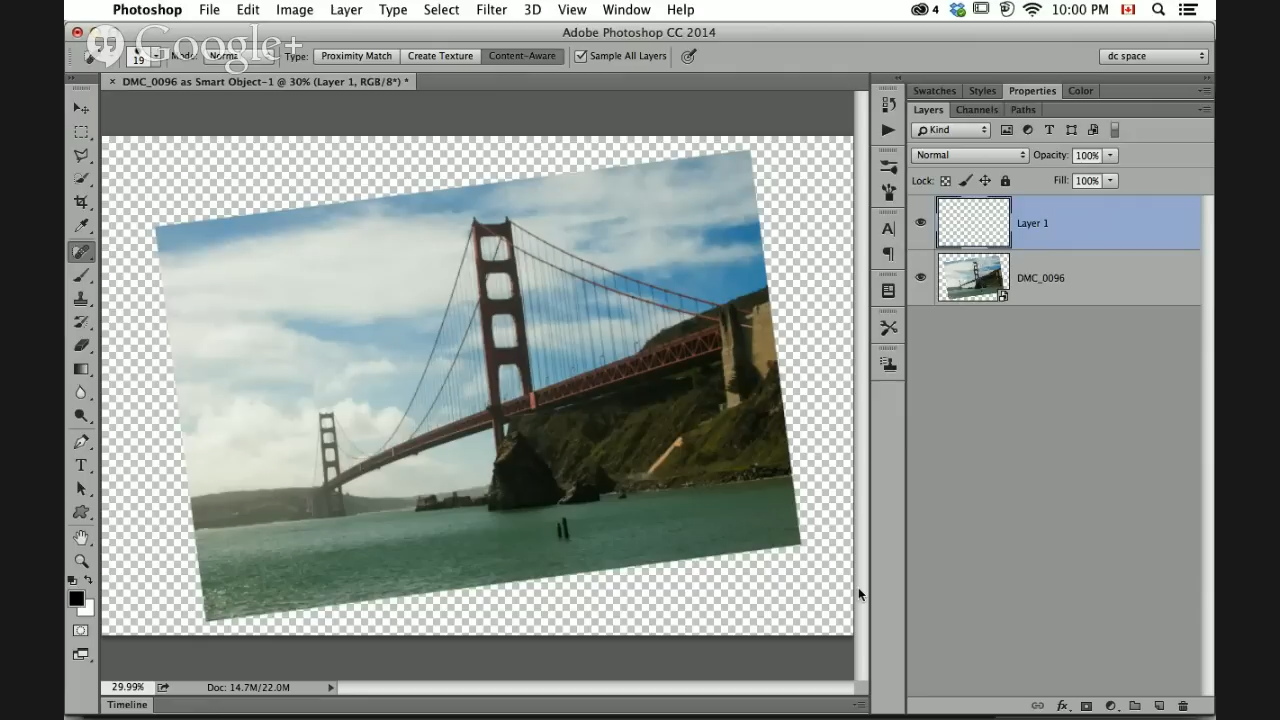 Photoshop File Edit Image Layer Type Select Filter 3D View Window Help 4 10:00 PM
Adobe Photoshop CC 2014
Google+
19 Mode: Type: Proximity Match Create Texture Content-Aware Sample All Layers dc space
× DMC_0096 as Smart Object-1 @ 30% (Layer 1, RGB/8*) *
Swatches Styles Properties Color
Layers Channels Paths
Kind
Normal Opacity: 100%
Lock: Fill: 100%
Layer 1
DMC_0096
29.99% Doc: 14.7M/22.0M
Timeline
fx